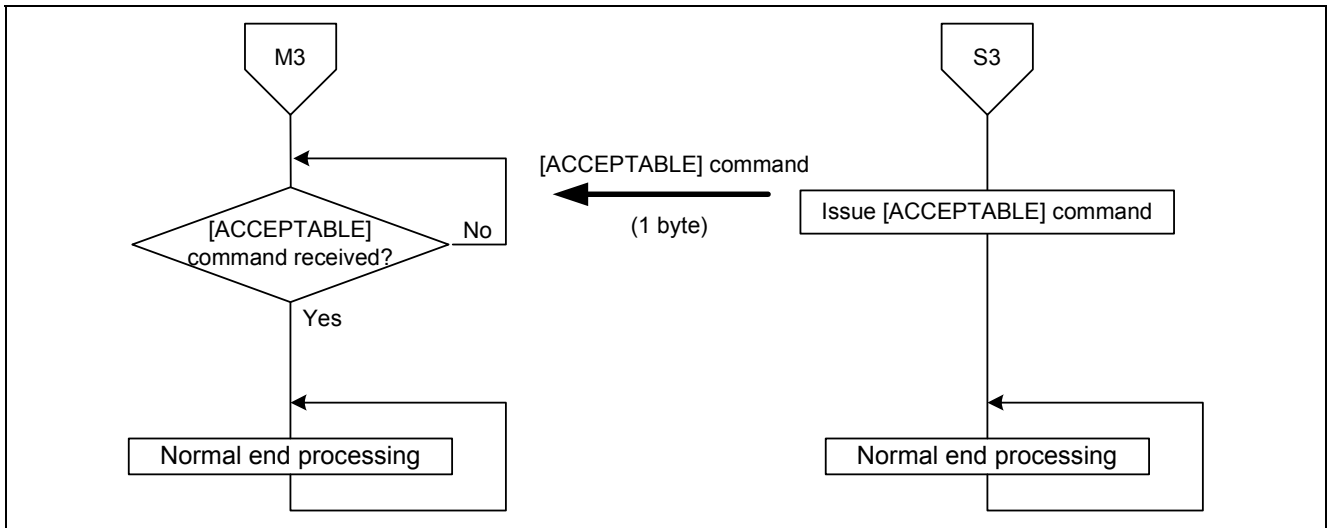 M3
S3
[ACCEPTABLE] command
(1 byte)
Issue [ACCEPTABLE] command
[ACCEPTABLE]
command received?
No
Yes
Normal end processing
Normal end processing